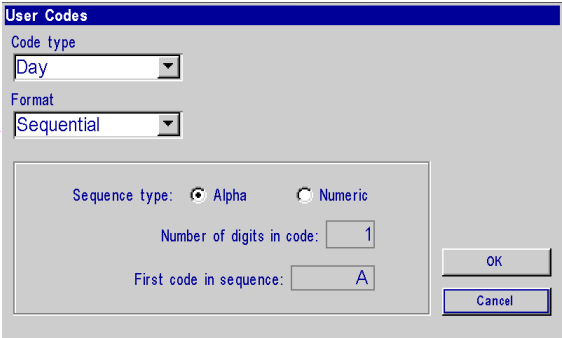 User Codes
Code type
Day
Format
Sequential
Sequence type: Alpha Numeric
Number of digits in code: 1
First code in sequence: A
OK
Cancel